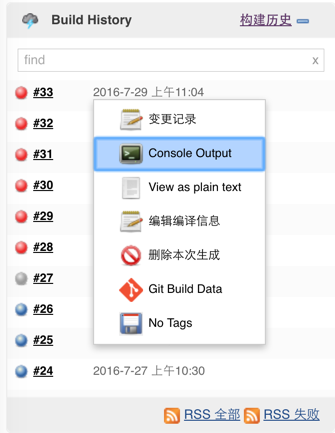 Build History 构建历史
find x
#33 2016-7-29 上午11:04
变更记录
#32
Console Output
#31
View as plain text
#30
编辑编译信息
#29
删除本次生成
#28
Git Build Data
#27
No Tags
#26
#25
#24 2016-7-27 上午10:30
RSS 全部 RSS 失败